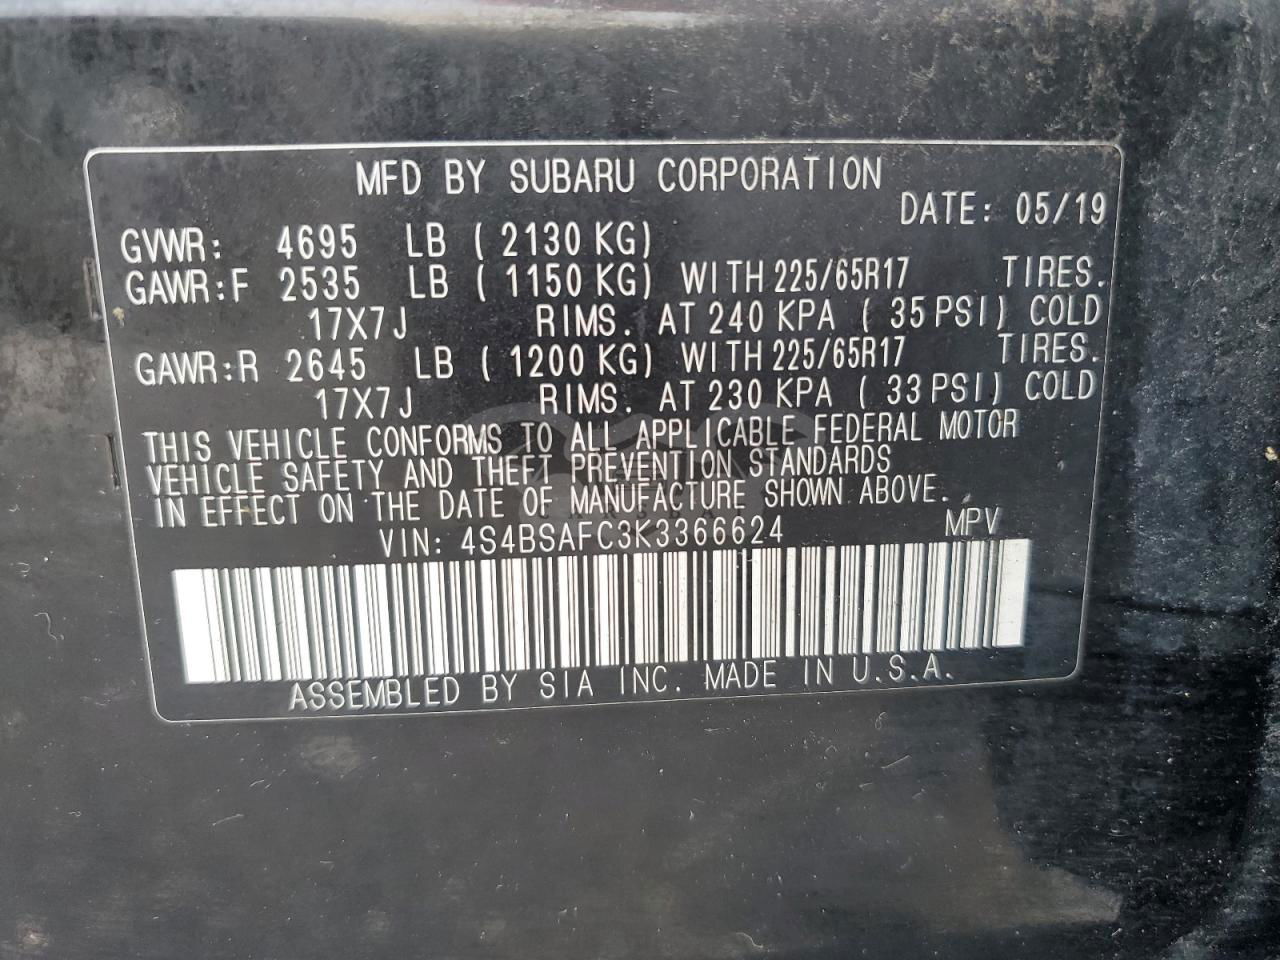 MFD BY SUBARU CORPORATION
DATE: 05/19
GVWR: 4695 LB ( 2130 KG)
GAWR:F 2535 LB ( 1150 KG) WITH 225/65R17 TIRES.
17X7J RIMS. AT 240 KPA ( 35 PSI) COLD
GAWR:R 2645 LB ( 1200 KG) WITH 225/65R17 TIRES.
17X7J RIMS. AT 230 KPA ( 33 PSI) COLD
THIS VEHICLE CONFORMS TO ALL APPLICABLE FEDERAL MOTOR
VEHICLE SAFETY AND THEFT PREVENTION STANDARDS
IN EFFECT ON THE DATE OF MANUFACTURE SHOWN ABOVE.
VIN: 4S4BSAFC3K3366624 MPV
ASSEMBLED BY SIA INC. MADE IN U.S.A.